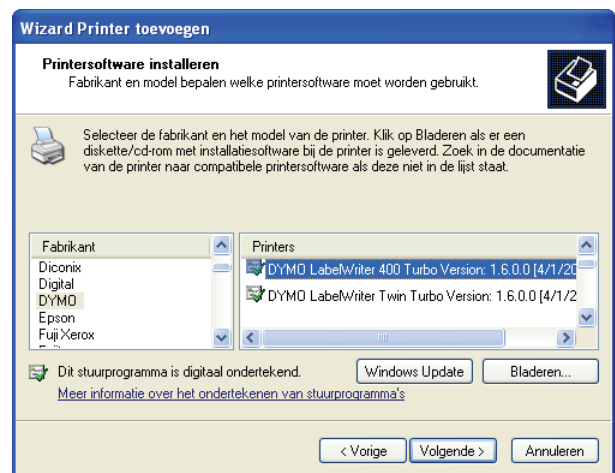 Wizard Printer toevoegen
Printersoftware installeren
Fabrikant en model bepalen welke printersoftware moet worden gebruikt.
Selecteer de fabrikant en het model van de printer. Klik op Bladeren als er een
diskette/cd-rom met installatiesoftware bij de printer is geleverd. Zoek in de documentatie
van de printer naar compatibele printersoftware als deze niet in de lijst staat.
Fabrikant
Diconix
Digital
DYMO
Epson
Fuji Xerox
Printers
DYMO LabelWriter 400 Turbo Version: 1.6.0.0 [4/1/20
DYMO LabelWriter Twin Turbo Version: 1.6.0.0 [4/1/2
Dit stuurprogramma is digitaal ondertekend.
Meer informatie over het ondertekenen van stuurprogramma's
Windows Update
Bladeren...
< Vorige
Volgende >
Annuleren